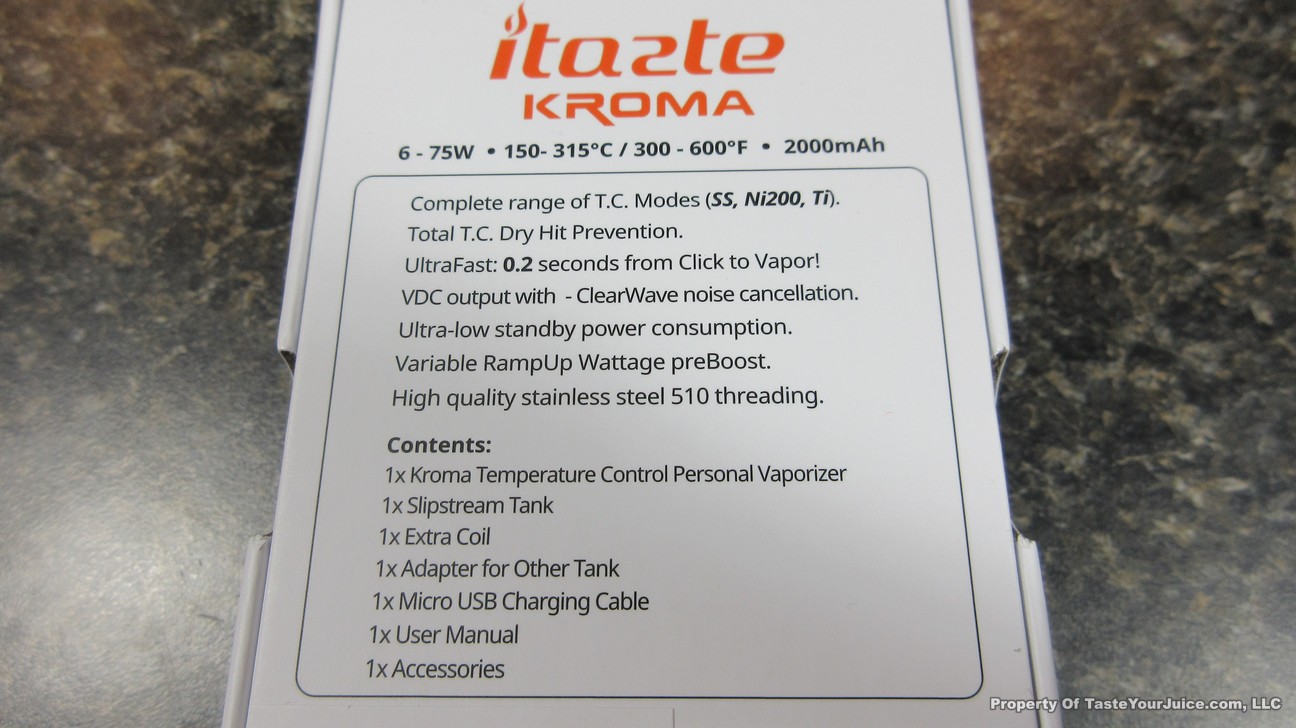 itaste
KROMA
6 - 75W • 150- 315°C / 300 - 600°F • 2000mAh
Complete range of T.C. Modes (SS, Ni200, Ti).
Total T.C. Dry Hit Prevention.
UltraFast: 0.2 seconds from Click to Vapor!
VDC output with - ClearWave noise cancellation.
Ultra-low standby power consumption.
Variable RampUp Wattage preBoost.
High quality stainless steel 510 threading.
Contents:
1x Kroma Temperature Control Personal Vaporizer
1x Slipstream Tank
1x Extra Coil
1x Adapter for Other Tank
1x Micro USB Charging Cable
1x User Manual
1x Accessories
Property Of TasteYourJuice.com, LLC